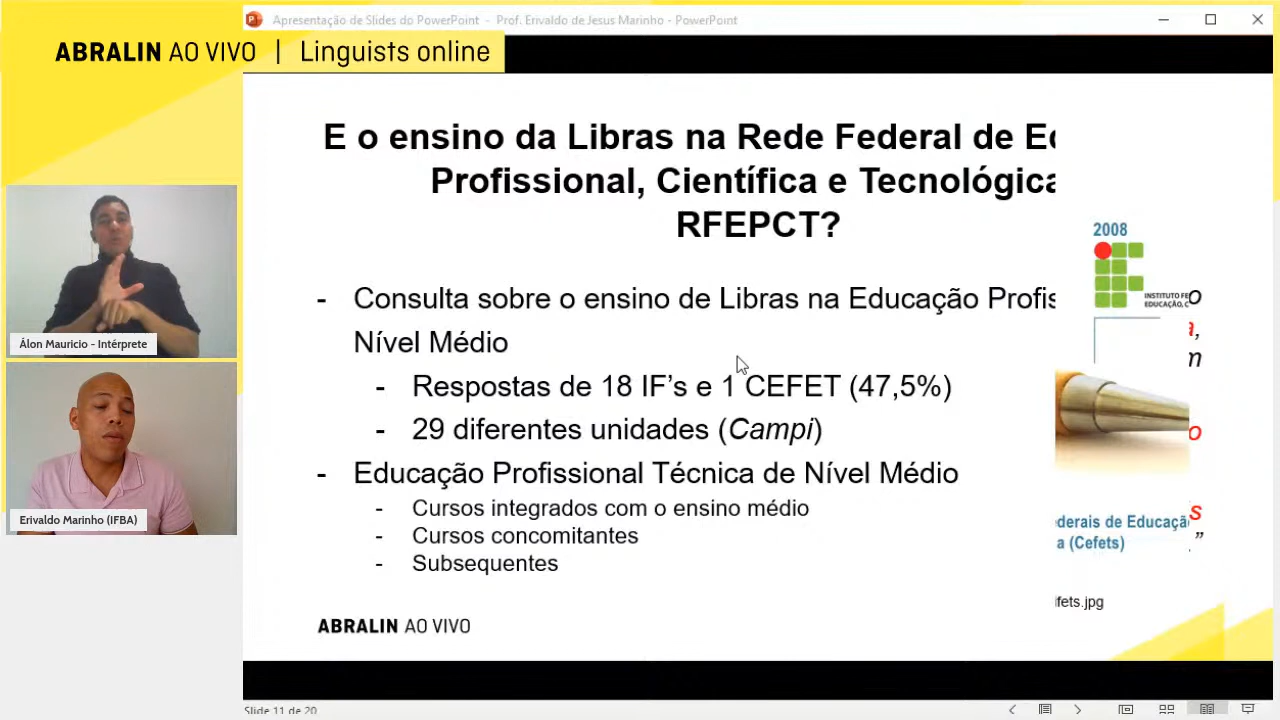 Apresentação de Slides do PowerPoint - Prof. Erivaldo de Jesus Marinho - PowerPoint
ABRALIN AO VIVO | Linguists online
E o ensino da Libras na Rede Federal de
Profissional, Científica e Tecnológica
RFEPCT?
2008
- Consulta sobre o ensino de Libras na Educação
INSTITUTO
EDUCAÇÃO,
o
a,
Nível Médio
m
- Respostas de 18 IF's e 1 CEFET (47,5%)
- 29 diferentes unidades (Campi)
o
- Educação Profissional Técnica de Nível Médio
- Cursos integrados com o ensino médio
s
derais de Educaçã
- Cursos concomitantes
a (Cefets)
.”
- Subsequentes
fets.jpg
ABRALIN AO VIVO
Álon Mauricio - Intérprete
Erivaldo Marinho (IFBA)
Slide 11 de 20